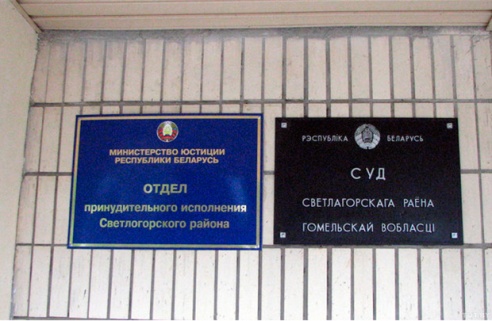 МИНИСТЕРСТВО ЮСТИЦИИ
РЕСПУБЛИКИ БЕЛАРУСЬ
ОТДЕЛ
принудительного исполнения
Светлогорского района
РЭСПУБЛІКА БЕЛАРУСЬ
СУД
СВЕТЛАГОРСКАГА РАЁНА
ГОМЕЛЬСКАЙ ВОБЛАСЦІ